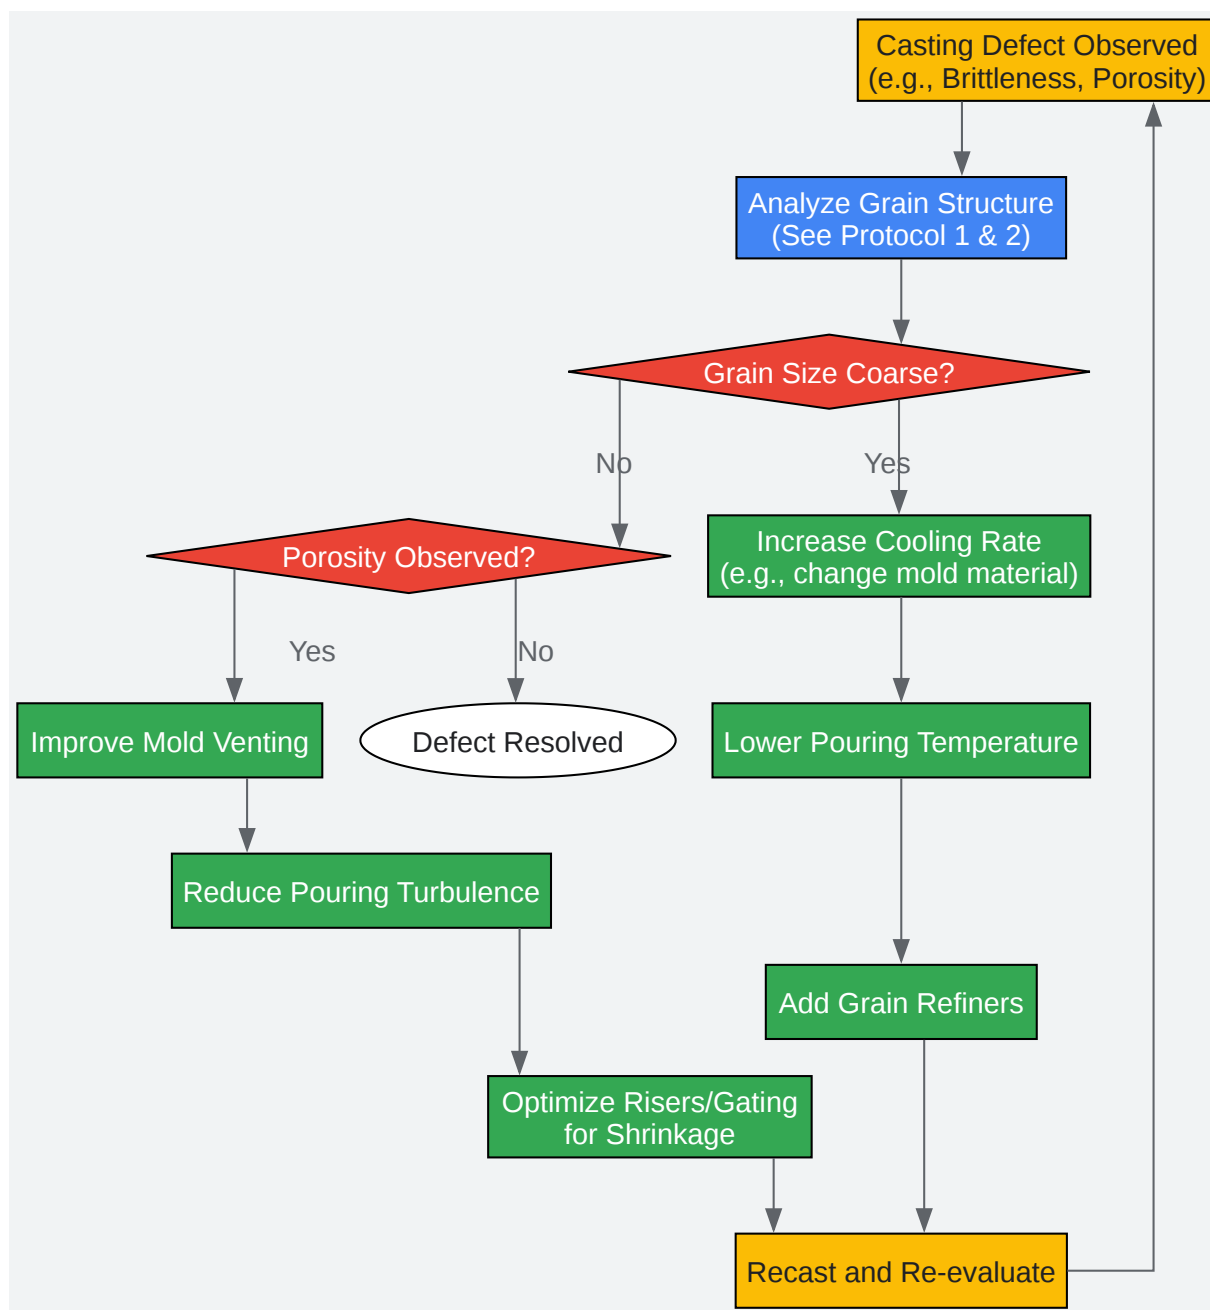 Casting Defect Observed
(e.g., Brittleness, Porosity)
Analyze Grain Structure
(See Protocol 1 & 2)
Grain Size Coarse?
No
Yes
Porosity Observed?
Increase Cooling Rate
(e.g., change mold material)
Yes
No
Improve Mold Venting
Defect Resolved
Lower Pouring Temperature
Reduce Pouring Turbulence
Add Grain Refiners
Optimize Risers/Gating
for Shrinkage
Recast and Re-evaluate